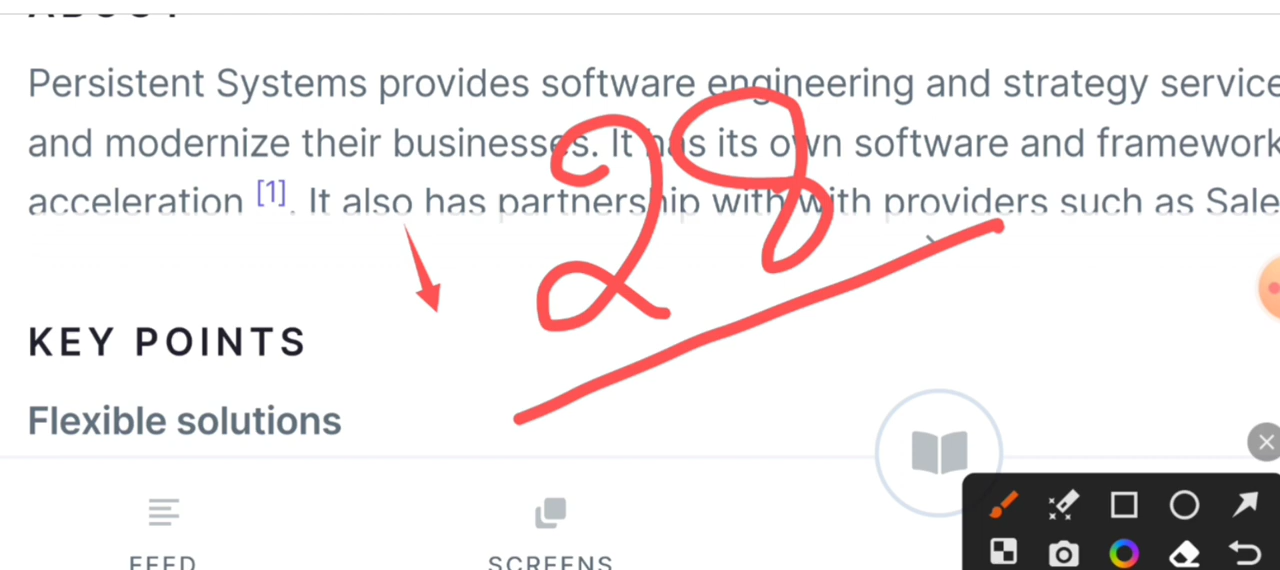 Persistent Systems provides software engineering and strategy service
and modernize their businesses. It has its own software and framework
acceleration [1]. It also has partnership with with providers such as Sale
28
KEY POINTS
Flexible solutions
FEED
SCREENS